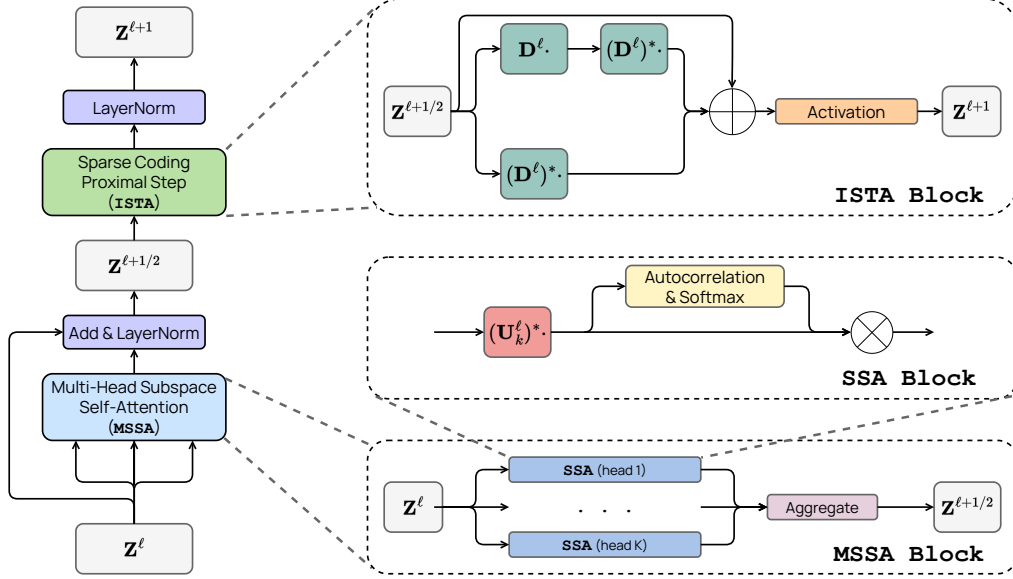 Z^{ℓ+1}
LayerNorm
Sparse Coding
Proximal Step
(ISTA)
Z^{ℓ+1/2}
Add & LayerNorm
Multi-Head Subspace
Self-Attention
(MSSA)
Z^ℓ
D^ℓ·
(D^ℓ)^*·
Z^{ℓ+1/2}
Activation
Z^{ℓ+1}
(D^ℓ)^*·
ISTA Block
Autocorrelation
& Softmax
(U_k^ℓ)^*·
SSA Block
SSA (head 1)
Z^ℓ
. . .
Aggregate
Z^{ℓ+1/2}
SSA (head K)
MSSA Block